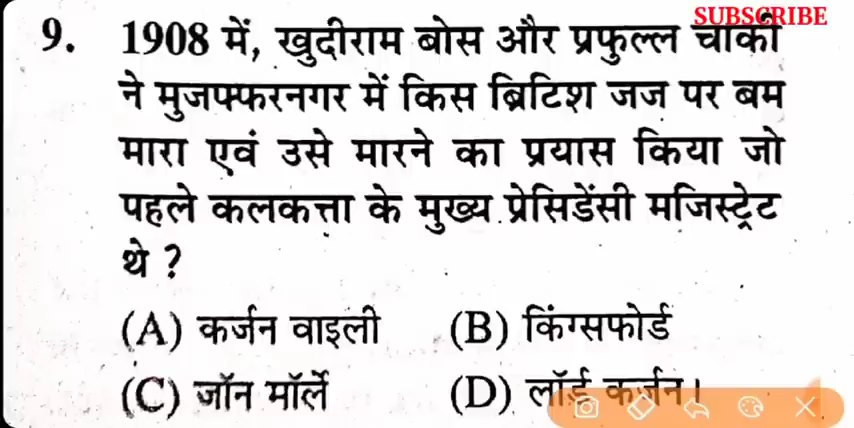 SUBSCRIBE
9. 1908 में, खुदीराम बोस और प्रफुल्ल चाकी
ने मुजफ्फरनगर में किस ब्रिटिश जज पर बम
मारा एवं उसे मारने का प्रयास किया जो
पहले कलकत्ता के मुख्य प्रेसिडेंसी मजिस्ट्रेट
थे ?
(A) कर्जन वाइली (B) किंग्सफोर्ड
(C) जॉन मॉर्ले (D) लॉर्ड कर्जन।